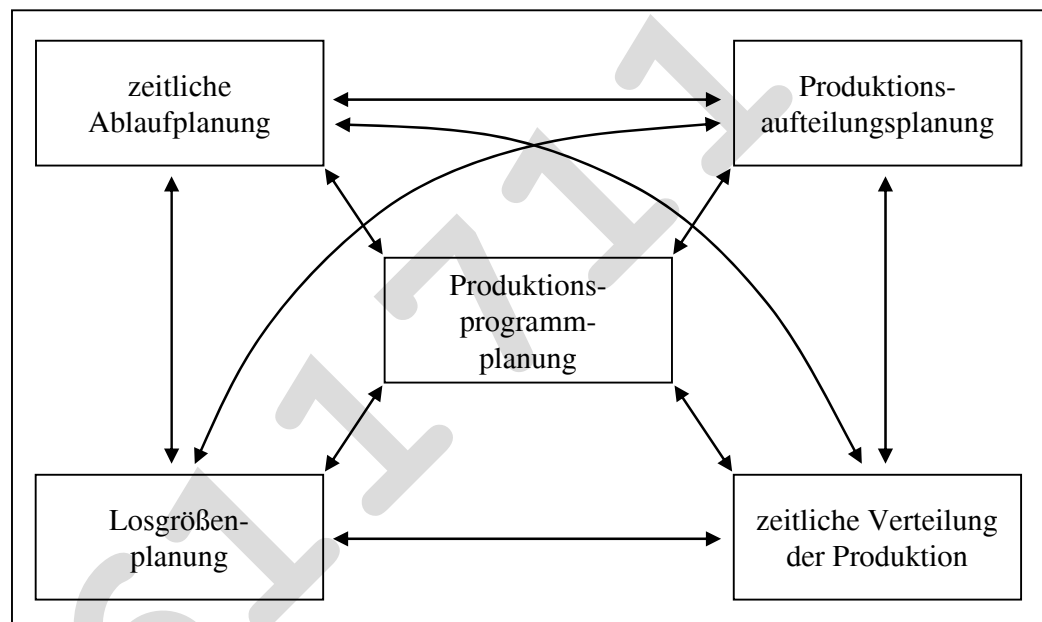 zeitliche
Ablaufplanung
Produktions-
aufteilungsplanung
Produktions-
programm-
planung
Losgrößen-
planung
zeitliche Verteilung
der Produktion